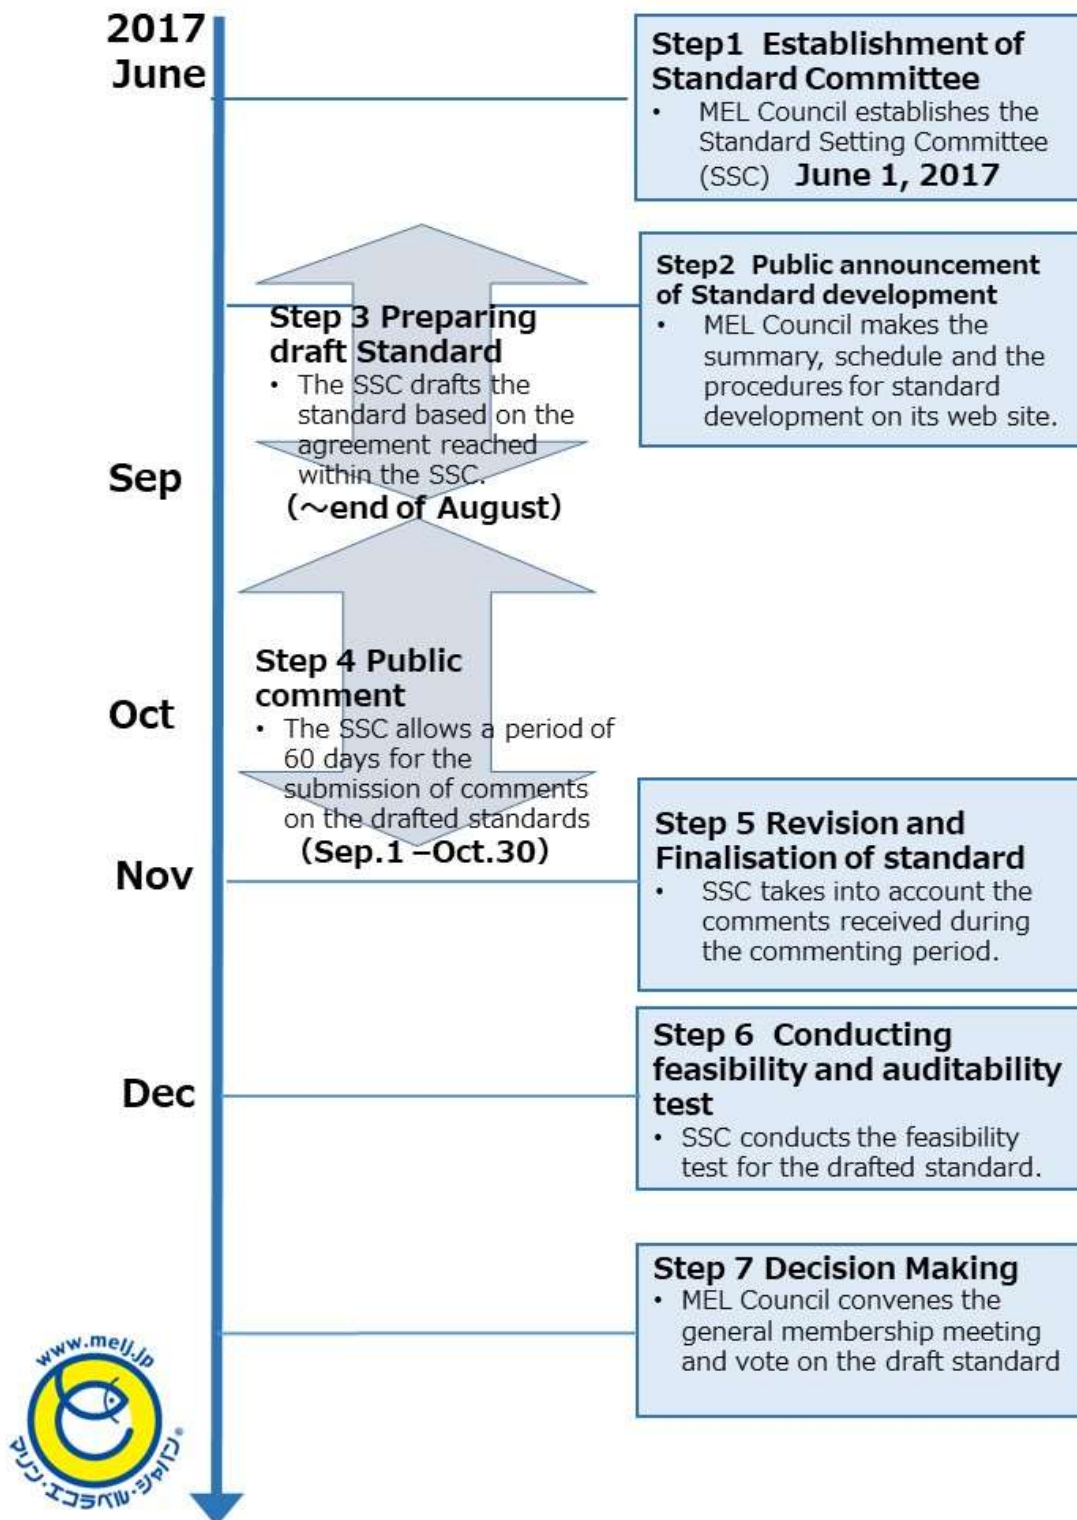 2017
June
Step1 Establishment of
Standard Committee
• MEL Council establishes the
Standard Setting Committee
(SSC) June 1, 2017
Step2 Public announcement
of Standard development
• MEL Council makes the
summary, schedule and the
procedures for standard
development on its web site.
Step 3 Preparing
draft Standard
• The SSC drafts the
standard based on the
agreement reached
within the SSC.
(～end of August)
Sep
Step 4 Public
comment
• The SSC allows a period of
60 days for the
submission of comments
on the drafted standards
(Sep.1 –Oct.30)
Oct
Nov
Step 5 Revision and
Finalisation of standard
• SSC takes into account the
comments received during
the commenting period.
Dec
Step 6 Conducting
feasibility and auditability
test
• SSC conducts the feasibility
test for the drafted standard.
Step 7 Decision Making
• MEL Council convenes the
general membership meeting
and vote on the draft standard
www.melj.jp
マリン・エコラベル・ジャパン®